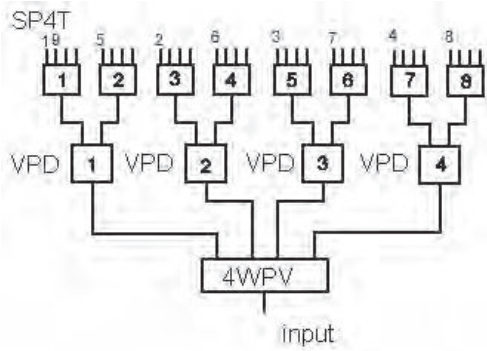 SP4T
19 5 2 6 3 7 4 8
1 2 3 4 5 6 7 8
VPD 1 VPD 2 VPD 3 VPD 4
4WPV
input